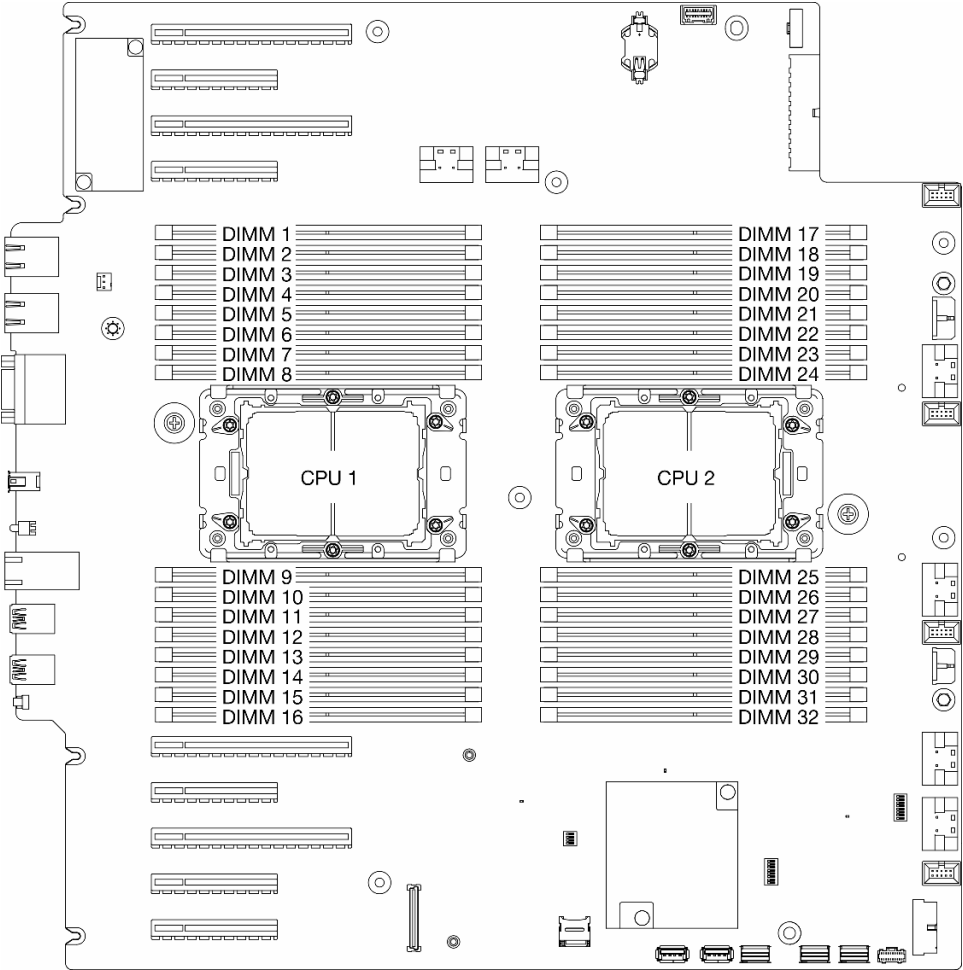 DIMM 1 DIMM 17
DIMM 2 DIMM 18
DIMM 3 DIMM 19
DIMM 4 DIMM 20
DIMM 5 DIMM 21
DIMM 6 DIMM 22
DIMM 7 DIMM 23
DIMM 8 DIMM 24
CPU 1 CPU 2
DIMM 9 DIMM 25
DIMM 10 DIMM 26
DIMM 11 DIMM 27
DIMM 12 DIMM 28
DIMM 13 DIMM 29
DIMM 14 DIMM 30
DIMM 15 DIMM 31
DIMM 16 DIMM 32